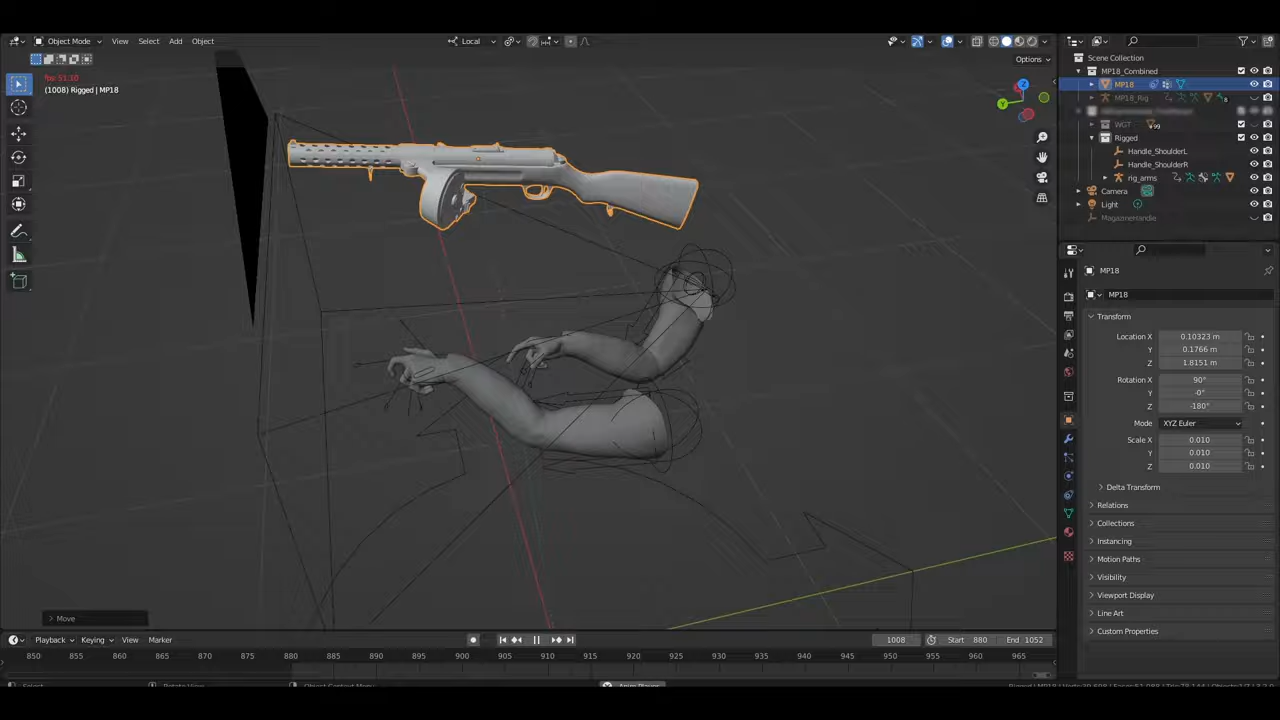 Object Mode View Select Add Object
Local
Options
fps: 51.10
(1008) Rigged | MP18
Z
Y
Move
Scene Collection
MP18_Combined
MP18
MP18_Rig
8
WGT
99
Rigged
Handle_ShoulderL
Handle_ShoulderR
rig_arms
Camera
Light
MagazineHandle
MP18
MP18
Transform
Location X 0.10323 m
Y 0.1766 m
Z 1.8151 m
Rotation X 90°
Y -0°
Z -180°
Mode XYZ Euler
Scale X 0.010
Y 0.010
Z 0.010
Delta Transform
Relations
Collections
Instancing
Motion Paths
Visibility
Viewport Display
Line Art
Custom Properties
Playback Keying View Marker
1008 Start 880 End 1052
850 855 860 865 870 875 880 885 890 895 900 905 910 915 920 925 930 935 940 945 950 955 960 965